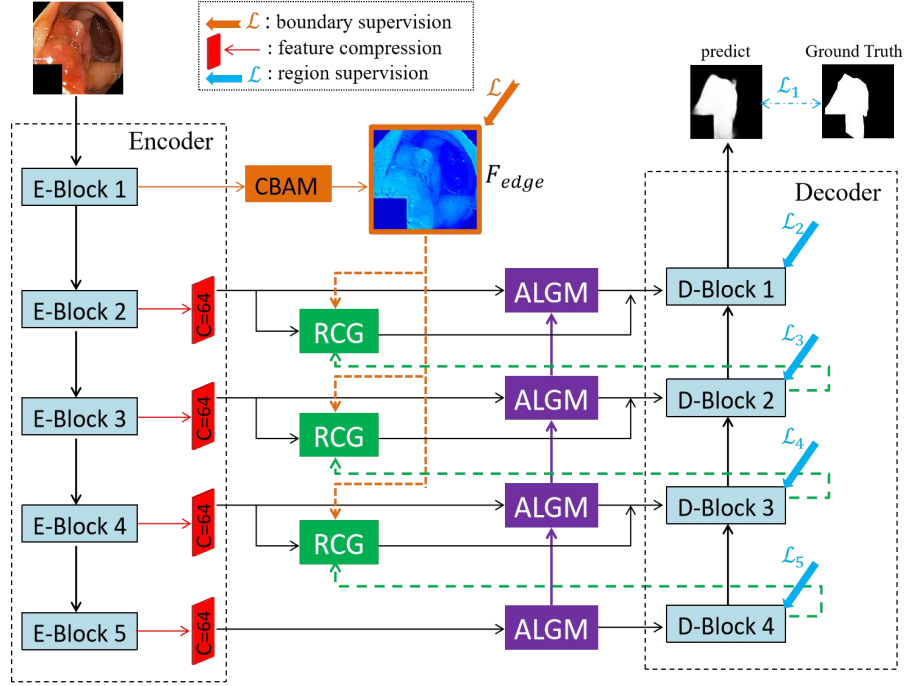 ℒ : boundary supervision
: feature compression
ℒ : region supervision
predict
Ground Truth
ℒ₁
Encoder
ℒ
E-Block 1
CBAM
F_edge
Decoder
ℒ₂
E-Block 2
C=64
ALGM
D-Block 1
RCG
ℒ₃
E-Block 3
C=64
ALGM
D-Block 2
RCG
ℒ₄
E-Block 4
C=64
ALGM
D-Block 3
RCG
ℒ₅
E-Block 5
C=64
ALGM
D-Block 4